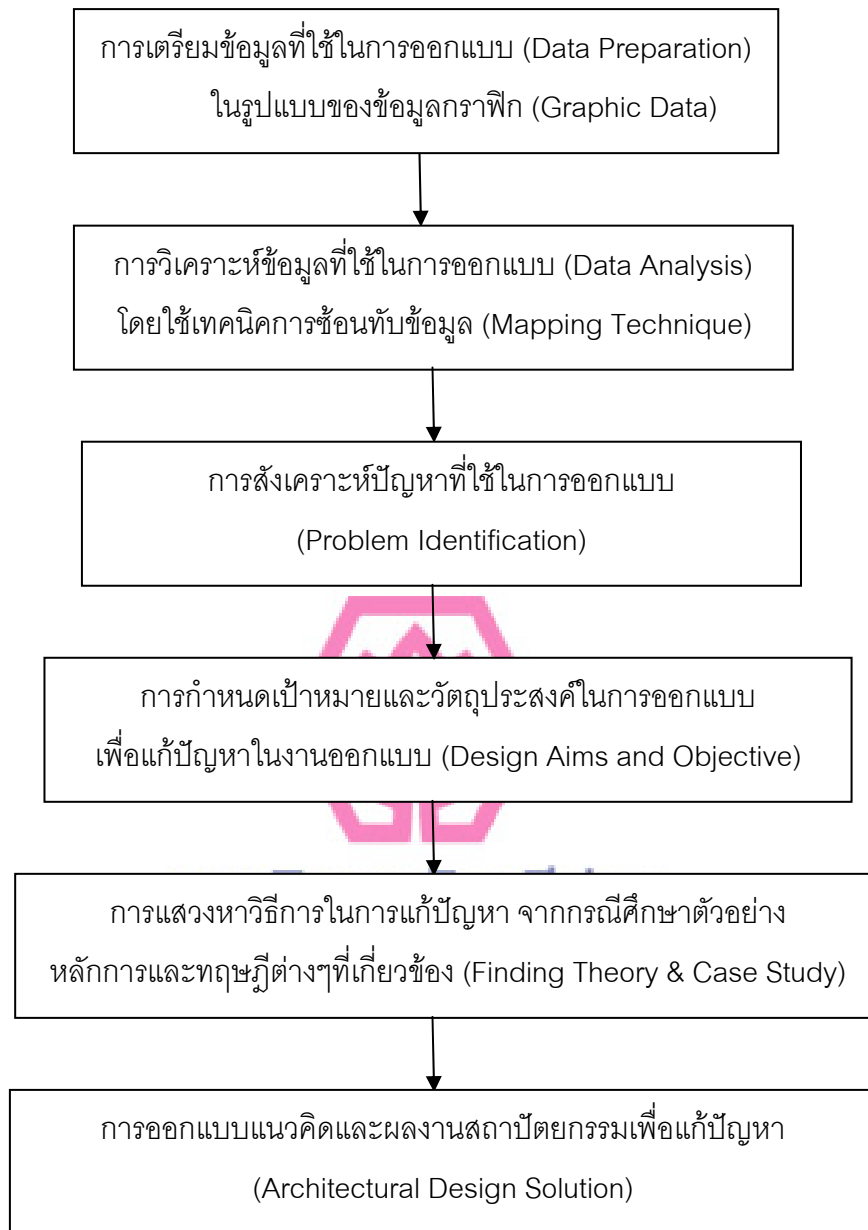 การเตรียมข้อมูลที่ใช้ในการออกแบบ (Data Preparation)
ในรูปแบบของข้อมูลกราฟิก (Graphic Data)
การวิเคราะห์ข้อมูลที่ใช้ในการออกแบบ (Data Analysis)
โดยใช้เทคนิคการซ้อนทับข้อมูล (Mapping Technique)
การสังเคราะห์ปัญหาที่ใช้ในการออกแบบ
(Problem Identification)
การกำหนดเป้าหมายและวัตถุประสงค์ในการออกแบบ
เพื่อแก้ปัญหาในงานออกแบบ (Design Aims and Objective)
การแสวงหาวิธีการในการแก้ปัญหา จากกรณีศึกษาตัวอย่าง
หลักการและทฤษฎีต่างๆที่เกี่ยวข้อง (Finding Theory & Case Study)
การออกแบบแนวคิดและผลงานสถาปัตยกรรมเพื่อแก้ปัญหา
(Architectural Design Solution)